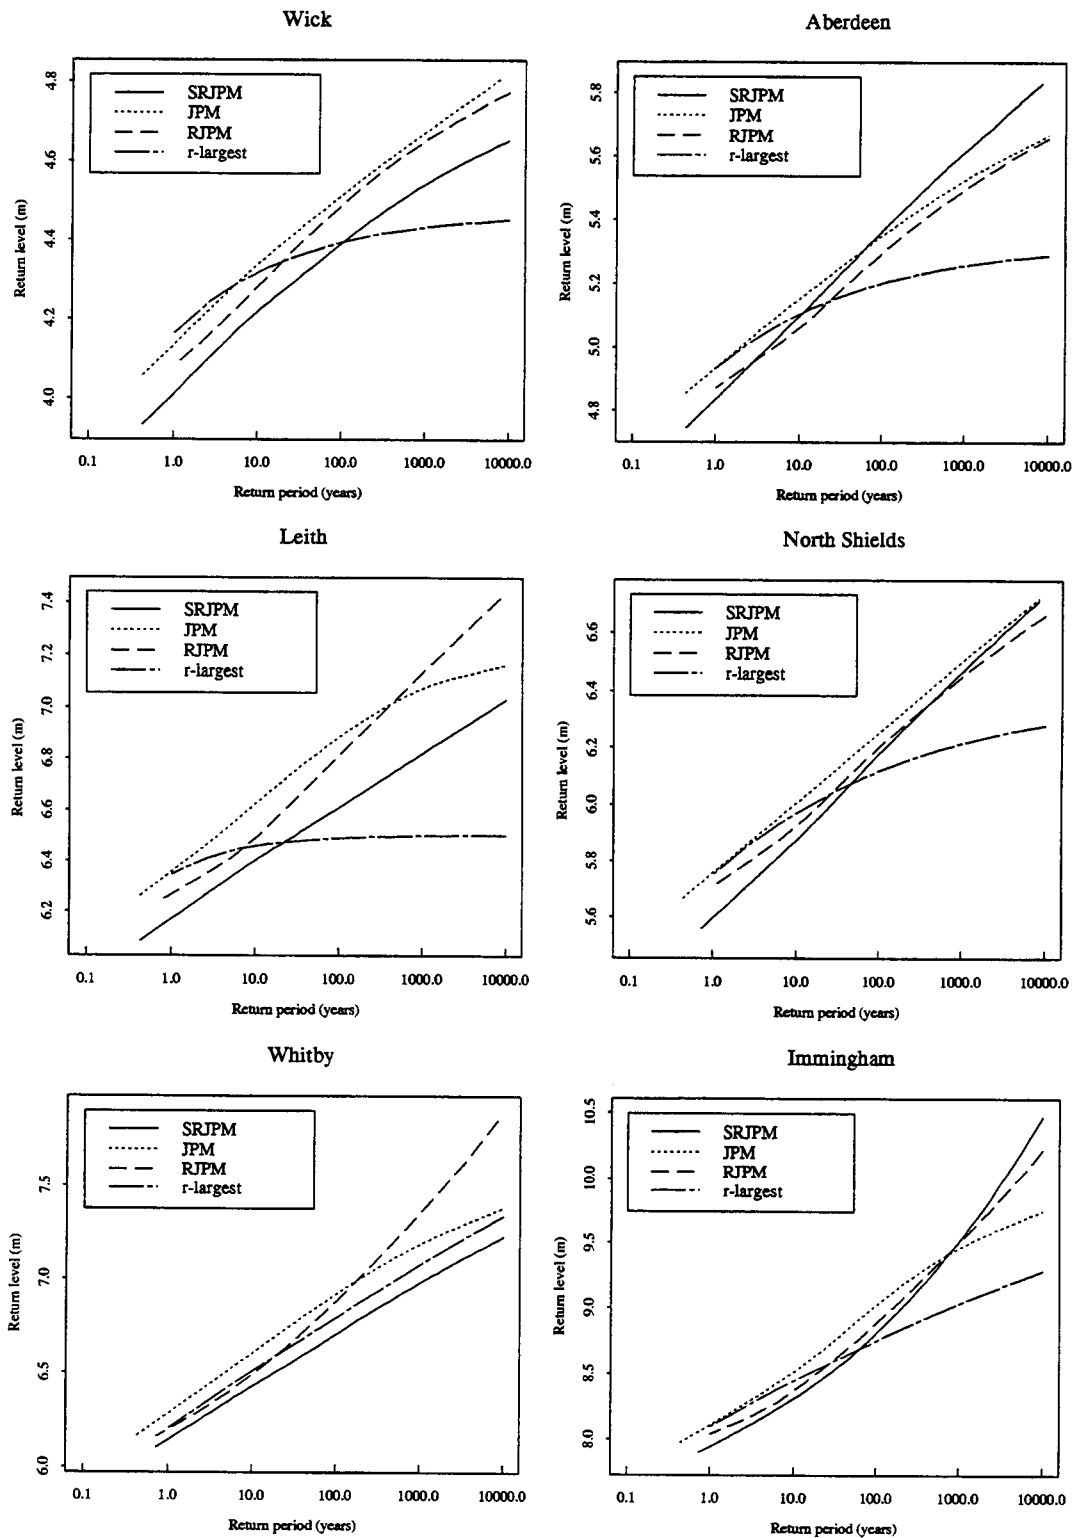 Wick
SRJPM
JPM
RJPM
r-largest
Return level (m)
4.8
4.6
4.4
4.2
4.0
0.1 1.0 10.0 100.0 1000.0 10000.0
Return period (years)
Aberdeen
SRJPM
JPM
RJPM
r-largest
Return level (m)
5.8
5.6
5.4
5.2
5.0
4.8
0.1 1.0 10.0 100.0 1000.0 10000.0
Return period (years)
Leith
SRJPM
JPM
RJPM
r-largest
Return level (m)
7.4
7.2
7.0
6.8
6.6
6.4
6.2
0.1 1.0 10.0 100.0 1000.0 10000.0
Return period (years)
North Shields
SRJPM
JPM
RJPM
r-largest
Return level (m)
6.6
6.4
6.2
6.0
5.8
5.6
0.1 1.0 10.0 100.0 1000.0 10000.0
Return period (years)
Whitby
SRJPM
JPM
RJPM
r-largest
Return level (m)
7.5
7.0
6.5
6.0
0.1 1.0 10.0 100.0 1000.0 10000.0
Return period (years)
Immingham
SRJPM
JPM
RJPM
r-largest
Return level (m)
10.5
10.0
9.5
9.0
8.5
8.0
0.1 1.0 10.0 100.0 1000.0 10000.0
Return period (years)